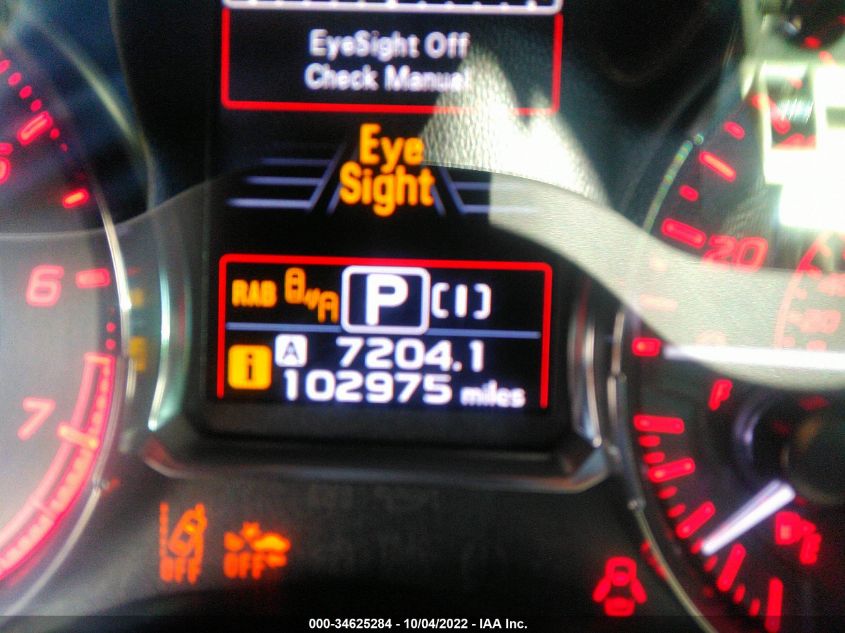 EyeSight Off
Check Manual
Eye
Sight
RAB P (I)
A 7204.1
i 102975 miles
6
7
20
F
E
OFF OFF
000-34625284 - 10/04/2022 - IAA Inc.